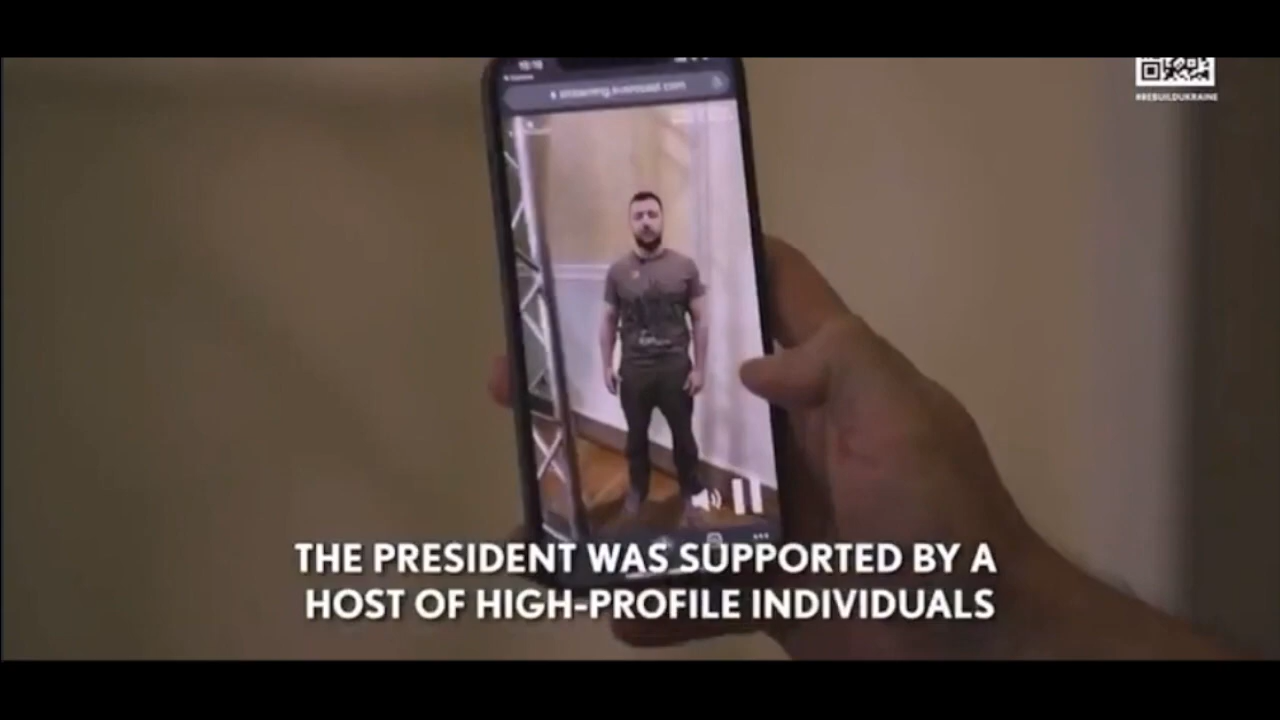 #REBUILDUKRAINE
THE PRESIDENT WAS SUPPORTED BY A
HOST OF HIGH-PROFILE INDIVIDUALS